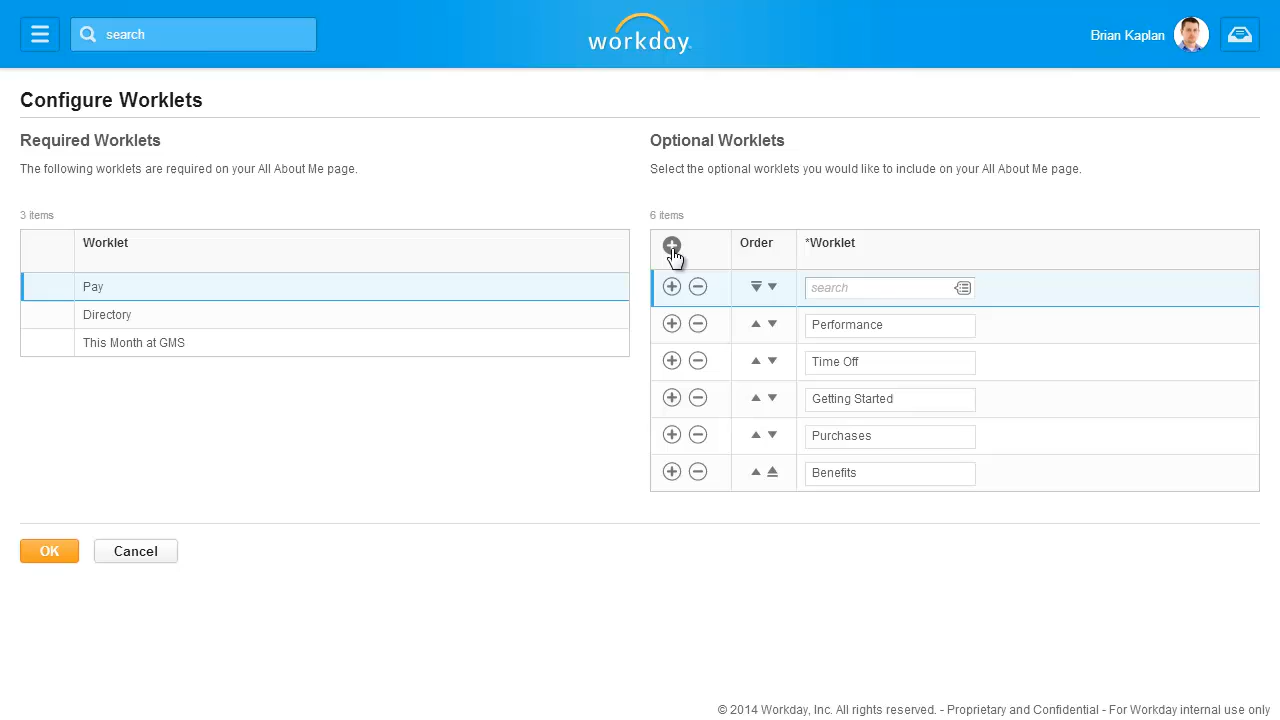 search
workday
Brian Kaplan
Configure Worklets
Required Worklets
The following worklets are required on your All About Me page.
3 items
Worklet
Pay
Directory
This Month at GMS
Optional Worklets
Select the optional worklets you would like to include on your All About Me page.
6 items
Order
*Worklet
search
Performance
Time Off
Getting Started
Purchases
Benefits
OK
Cancel
© 2014 Workday, Inc. All rights reserved. - Proprietary and Confidential - For Workday internal use only